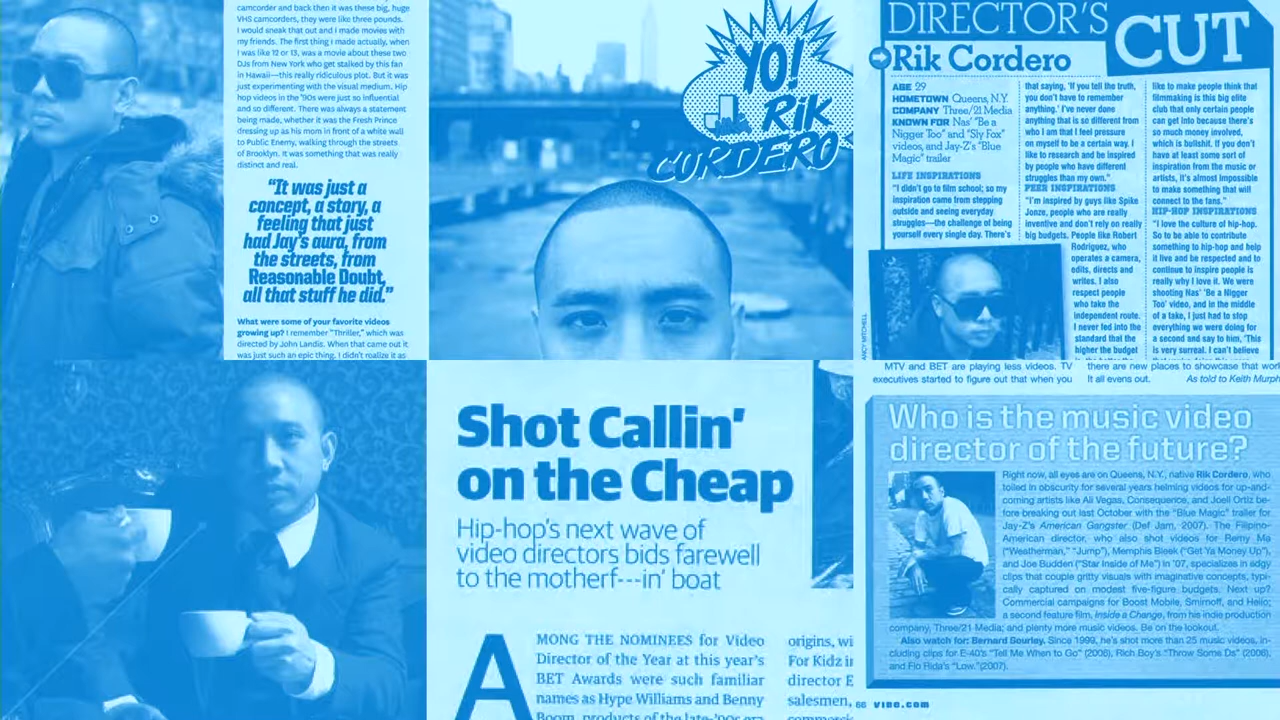 camcorder and back then it was these big, huge
VHS camcorders, they were like three pounds.
I would sneak that out and I made movies with
my friends. The first thing I made actually, when
I was like 12 or 13, was a movie about these two
DJs from New York who get stalked by this fan
in Hawaii—this really ridiculous plot. But it was
just experimenting with the visual medium. Hip
hop videos in the '90s were just so influential
and so different. There was always a statement
being made, whether it was the Fresh Prince
dressing up as his mom in front of a white wall
to Public Enemy, walking through the streets
of Brooklyn. It was something that was really
distinct and real.
"It was just a
concept, a story, a
feeling that just
had Jay's aura, from
the streets, from
Reasonable Doubt,
all that stuff he did."
What were some of your favorite videos
growing up? I remember "Thriller," which was
directed by John Landis. When that came out it
was just such an epic thing. I didn't realize it as
YO!
RiK
CORDERO
DIRECTOR'S
CUT
Rik Cordero
AGE 29
HOMETOWN Queens, N.Y.
COMPANY Three/21 Media
KNOWN FOR Nas' "Be a
Nigger Too" and "Sly Fox"
videos, and Jay-Z's "Blue
Magic" trailer
LIFE INSPIRATIONS
"I didn't go to film school; so my
inspiration came from stepping
outside and seeing everyday
struggles—the challenge of being
yourself every single day. There's
that saying, 'If you tell the truth,
you don't have to remember
anything.' I've never done
anything that is so different from
who I am that I feel pressure
on myself to be a certain way. I
like to research and be inspired
by people who have different
struggles than my own."
PEER INSPIRATIONS
"I'm inspired by guys like Spike
Jonze, people who are really
inventive and don't rely on really
big budgets. People like Robert
Rodriguez, who
operates a camera,
edits, directs and
writes. I also
respect people
who take the
independent route.
I never fed into the
standard that the
higher the budget
like to make people think that
filmmaking is this big elite
club that only certain people
can get into because there's
so much money involved,
which is bullshit. If you don't
have at least some sort of
inspiration from the music or
artists, it's almost impossible
to make something that will
connect to the fans."
HIP-HOP INSPIRATIONS
"I love the culture of hip-hop.
So to be able to contribute
something to hip-hop and help
it live and be respected and to
continue to inspire people is
really why I love it. We were
shooting Nas' 'Be a Nigger
Too' video, and in the middle
of a take, I just had to stop
everything we were doing for
a second and say to him, 'This
is very surreal. I can't believe
MITCHELL
Shot Callin'
on the Cheap
Hip-hop's next wave of
video directors bids farewell
to the motherf---in' boat
AMONG THE NOMINEES for Video
Director of the Year at this year's
BET Awards were such familiar
names as Hype Williams and Benny
Boom, products of the late-'90s era
origins, wi
For Kidz in
director E
salesmen,
commerci
MTV and BET are playing less videos. TV
executives started to figure out that when you
there are new places to showcase that work
It all evens out. As told to Keith Murph
Who is the music video
director of the future?
Right now, all eyes are on Queens, N.Y., native Rik Cordero, who
toiled in obscurity for several years helming videos for up-and-
coming artists like Ali Vegas, Consequence, and Joell Ortiz be-
fore breaking out last October with the "Blue Magic" trailer for
Jay-Z's American Gangster (Def Jam, 2007). The Filipino-
American director, who also shot videos for Remy Ma
("Weatherman," "Jump"), Memphis Bleek ("Get Ya Money Up"),
and Joe Budden ("Star Inside of Me") in '07, specializes in edgy
clips that couple gritty visuals with imaginative concepts, typi-
cally captured on modest five-figure budgets. Next up?
Commercial campaigns for Boost Mobile, Smirnoff, and Helio;
a second feature film, Inside a Change, from his indie production
company, Three/21 Media; and plenty more music videos. Be on the lookout.
Also watch for: Bernard Gourley. Since 1999, he's shot more than 25 music videos, in-
cluding clips for E-40's "Tell Me When to Go" (2006), Rich Boy's "Throw Some Ds" (2006),
and Flo Rida's "Low."(2007).
66 VIBE.COM